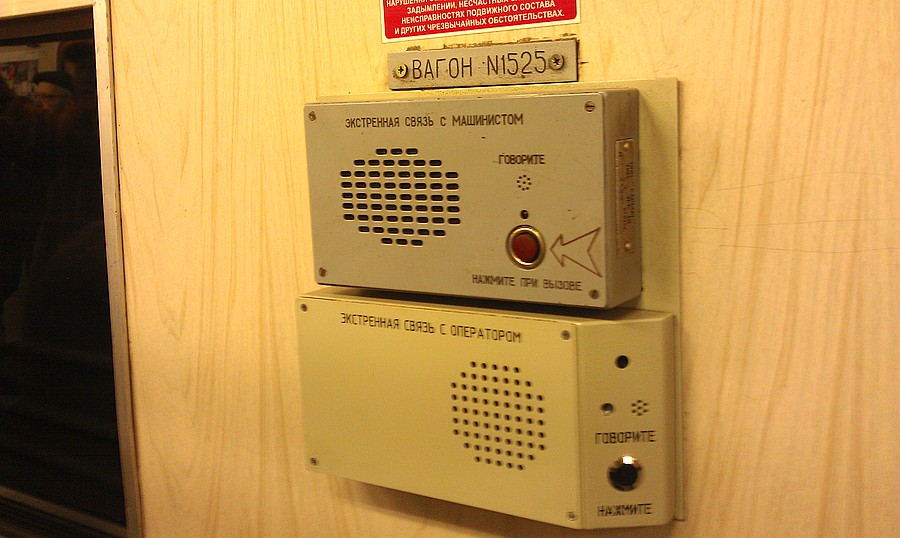 ЗАДЫМЛЕНИИ, НЕСЧАСТНЫХ
НЕИСПРАВНОСТЯХ ПОДВИЖНОГО СОСТАВА
И ДРУГИХ ЧРЕЗВЫЧАЙНЫХ ОБСТОЯТЕЛЬСТВАХ.
ВАГОН N1525
ЭКСТРЕННАЯ СВЯЗЬ С МАШИНИСТОМ
ГОВОРИТЕ
НАЖМИТЕ ПРИ ВЫЗОВЕ
ЭКСТРЕННАЯ СВЯЗЬ С ОПЕРАТОРОМ
ГОВОРИТЕ
НАЖМИТЕ